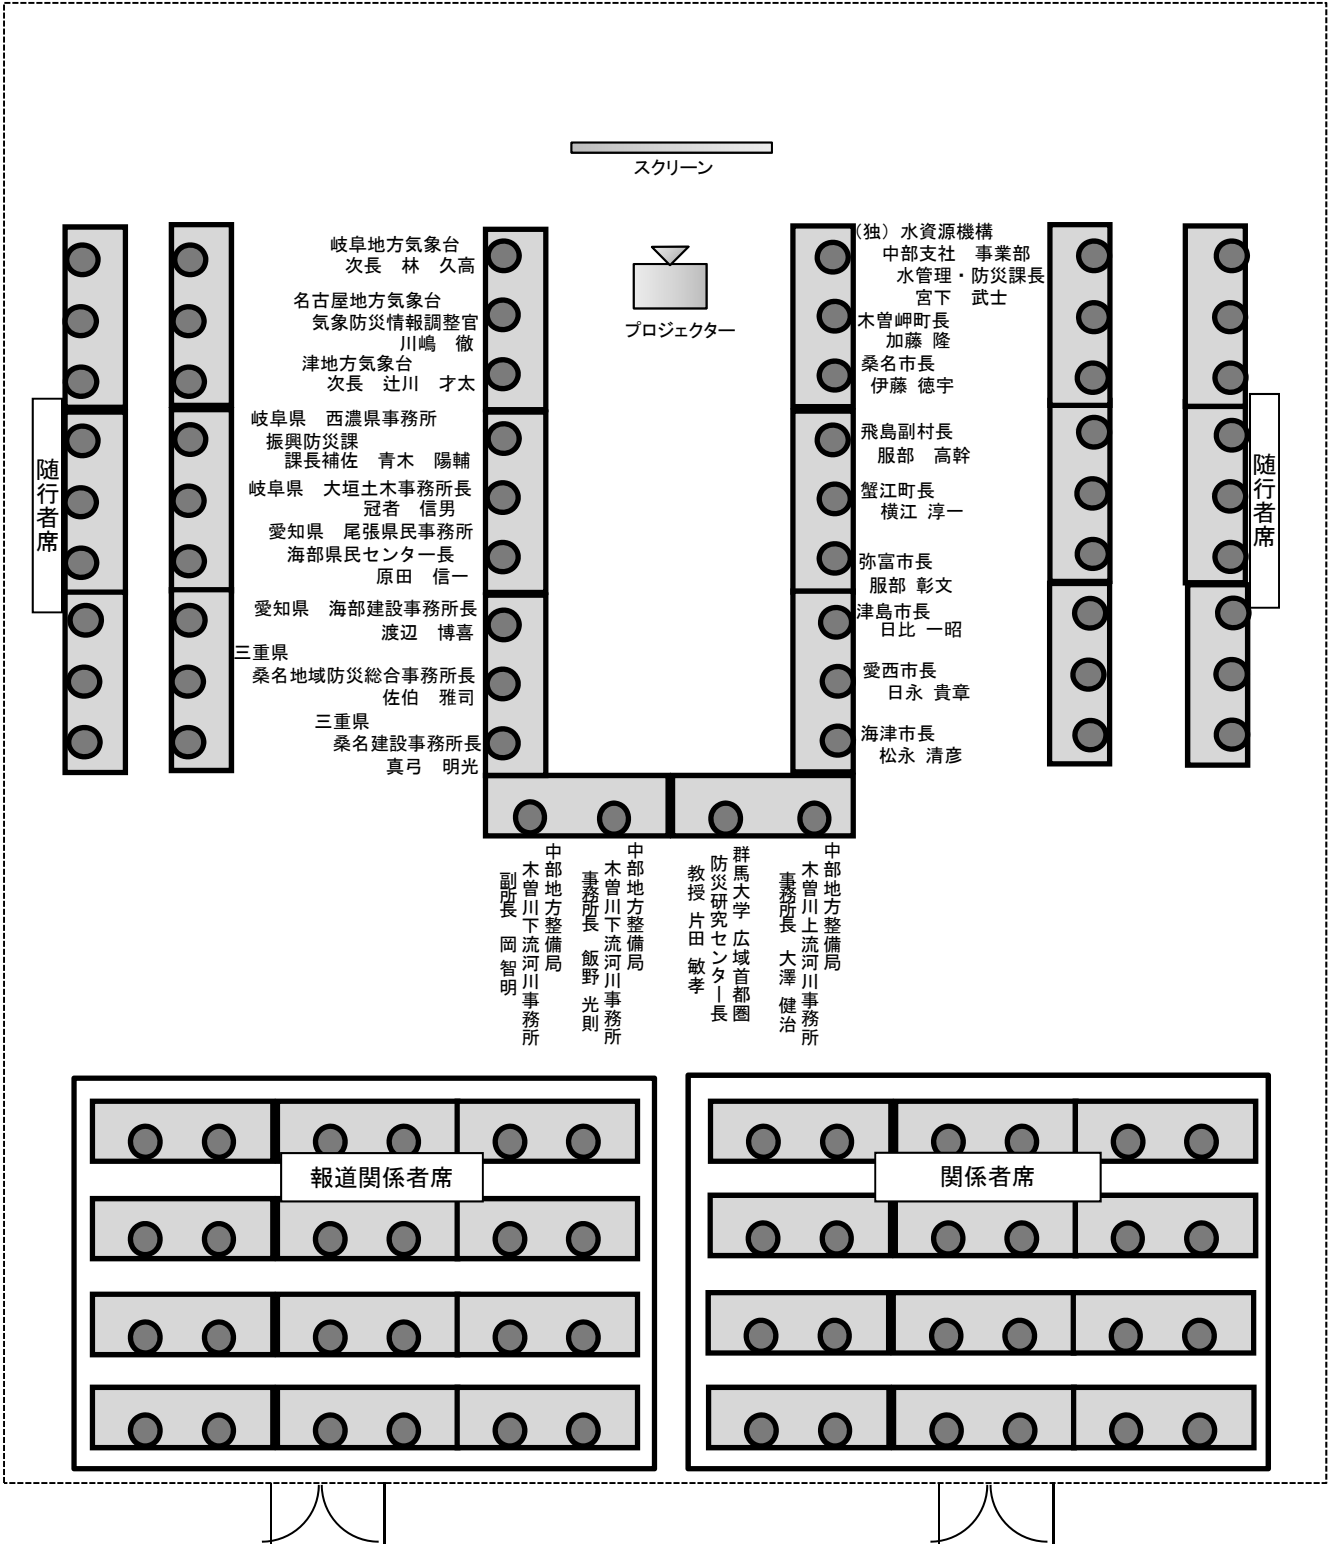 スクリーン
プロジェクター
岐阜地方気象台
次長　林　久高
名古屋地方気象台
気象防災情報調整官
川嶋　徹
津地方気象台
次長　辻川　才太
岐阜県　西濃県事務所
振興防災課
課長補佐　青木　陽輔
岐阜県　大垣土木事務所長
冠者　信男
愛知県　尾張県民事務所
海部県民センター長
原田　信一
愛知県　海部建設事務所長
渡辺　博喜
三重県
桑名地域防災総合事務所長
佐伯　雅司
三重県
桑名建設事務所長
真弓　明光
（独）水資源機構
中部支社　事業部
水管理・防災課長
宮下　武士
木曽岬町長
加藤 隆
桑名市長
伊藤 徳宇
飛島副村長
服部　高幹
蟹江町長
横江 淳一
弥富市長
服部 彰文
津島市長
日比 一昭
愛西市長
日永 貴章
海津市長
松永 清彦
随行者席
随行者席
中部地方整備局
木曽川下流河川事務所
副所長　岡 智明
中部地方整備局
木曽川下流河川事務所
事務所長　飯野 光則
群馬大学 広域首都圏
防災研究センター長
教授 片田 敏孝
中部地方整備局
木曽川上流河川事務所
事務所長　大澤 健治
報道関係者席
関係者席